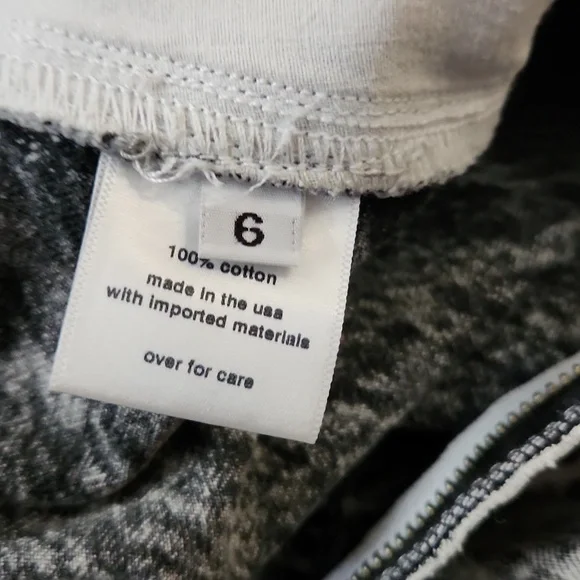 6
100% cotton
made in the usa
with imported materials
over for care